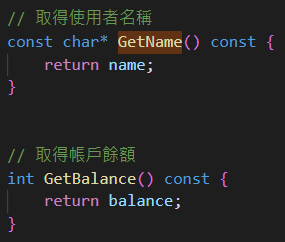 // 取得使用者名稱
const char* GetName() const {
    return name;
}
// 取得帳戶餘額
int GetBalance() const {
    return balance;
}